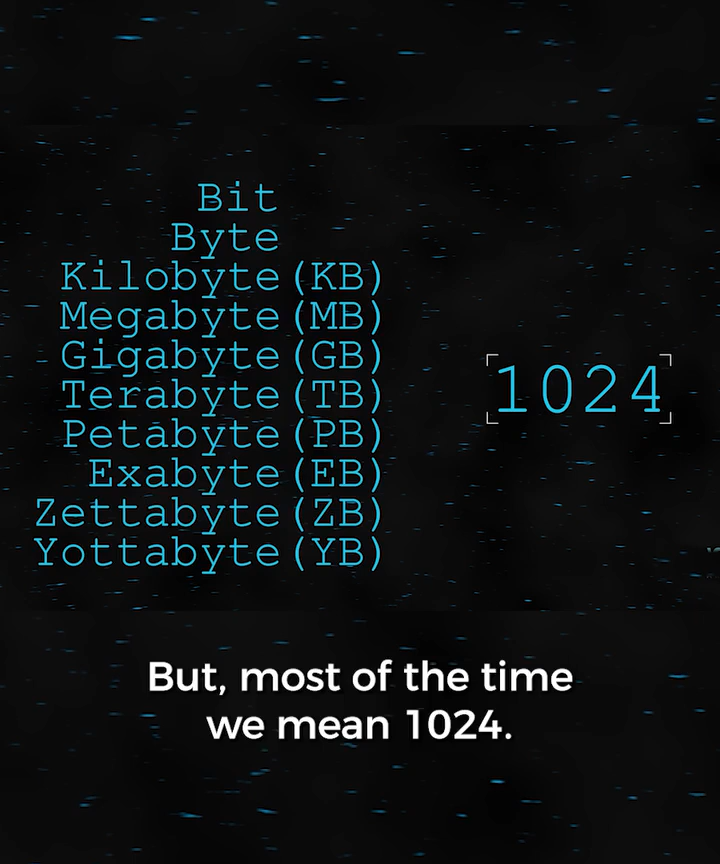 Bit
Byte
Kilobyte(KB)
Megabyte(MB)
Gigabyte(GB)
Terabyte(TB)
Petabyte(PB)
Exabyte(EB)
Zettabyte(ZB)
Yottabyte(YB)
1024
But, most of the time
we mean 1024.